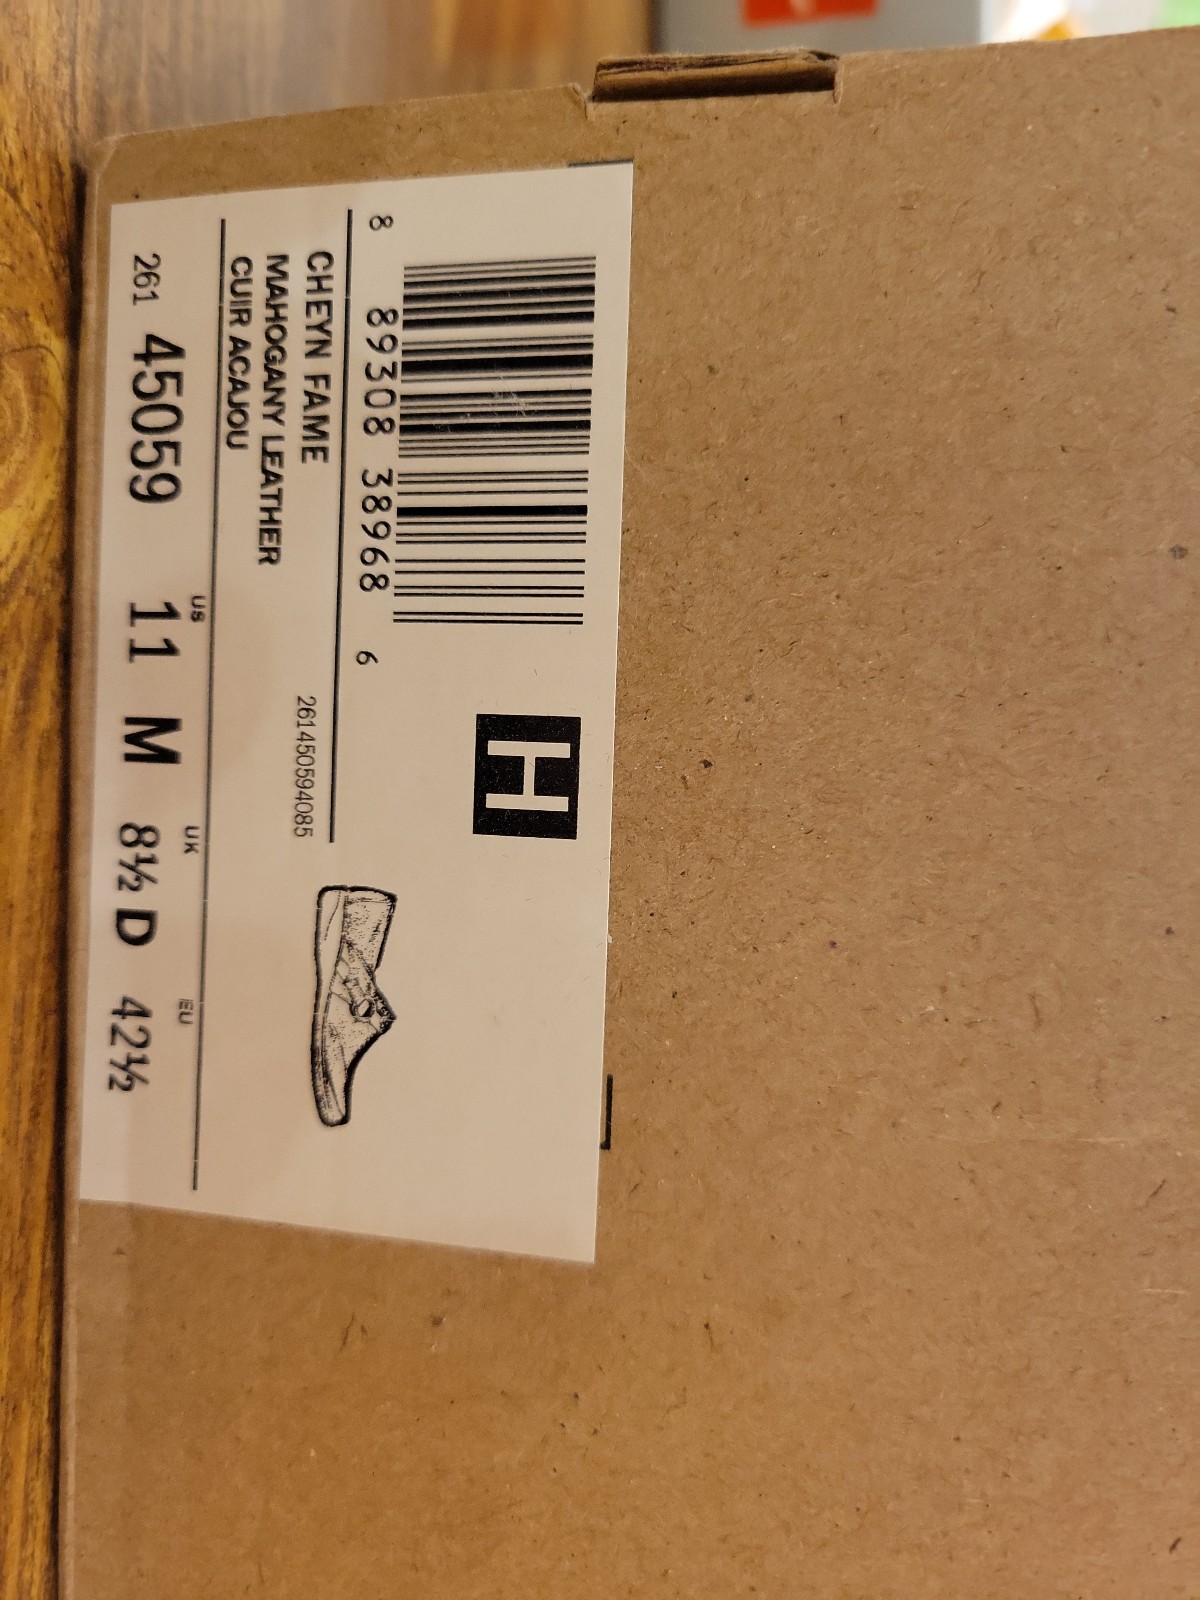 H
8 89308 38968 6
CHEYN FAME
MAHOGANY LEATHER
CUIR ACAJOU
261450594085
US UK EU
261 45059 11 M 8½ D 42½